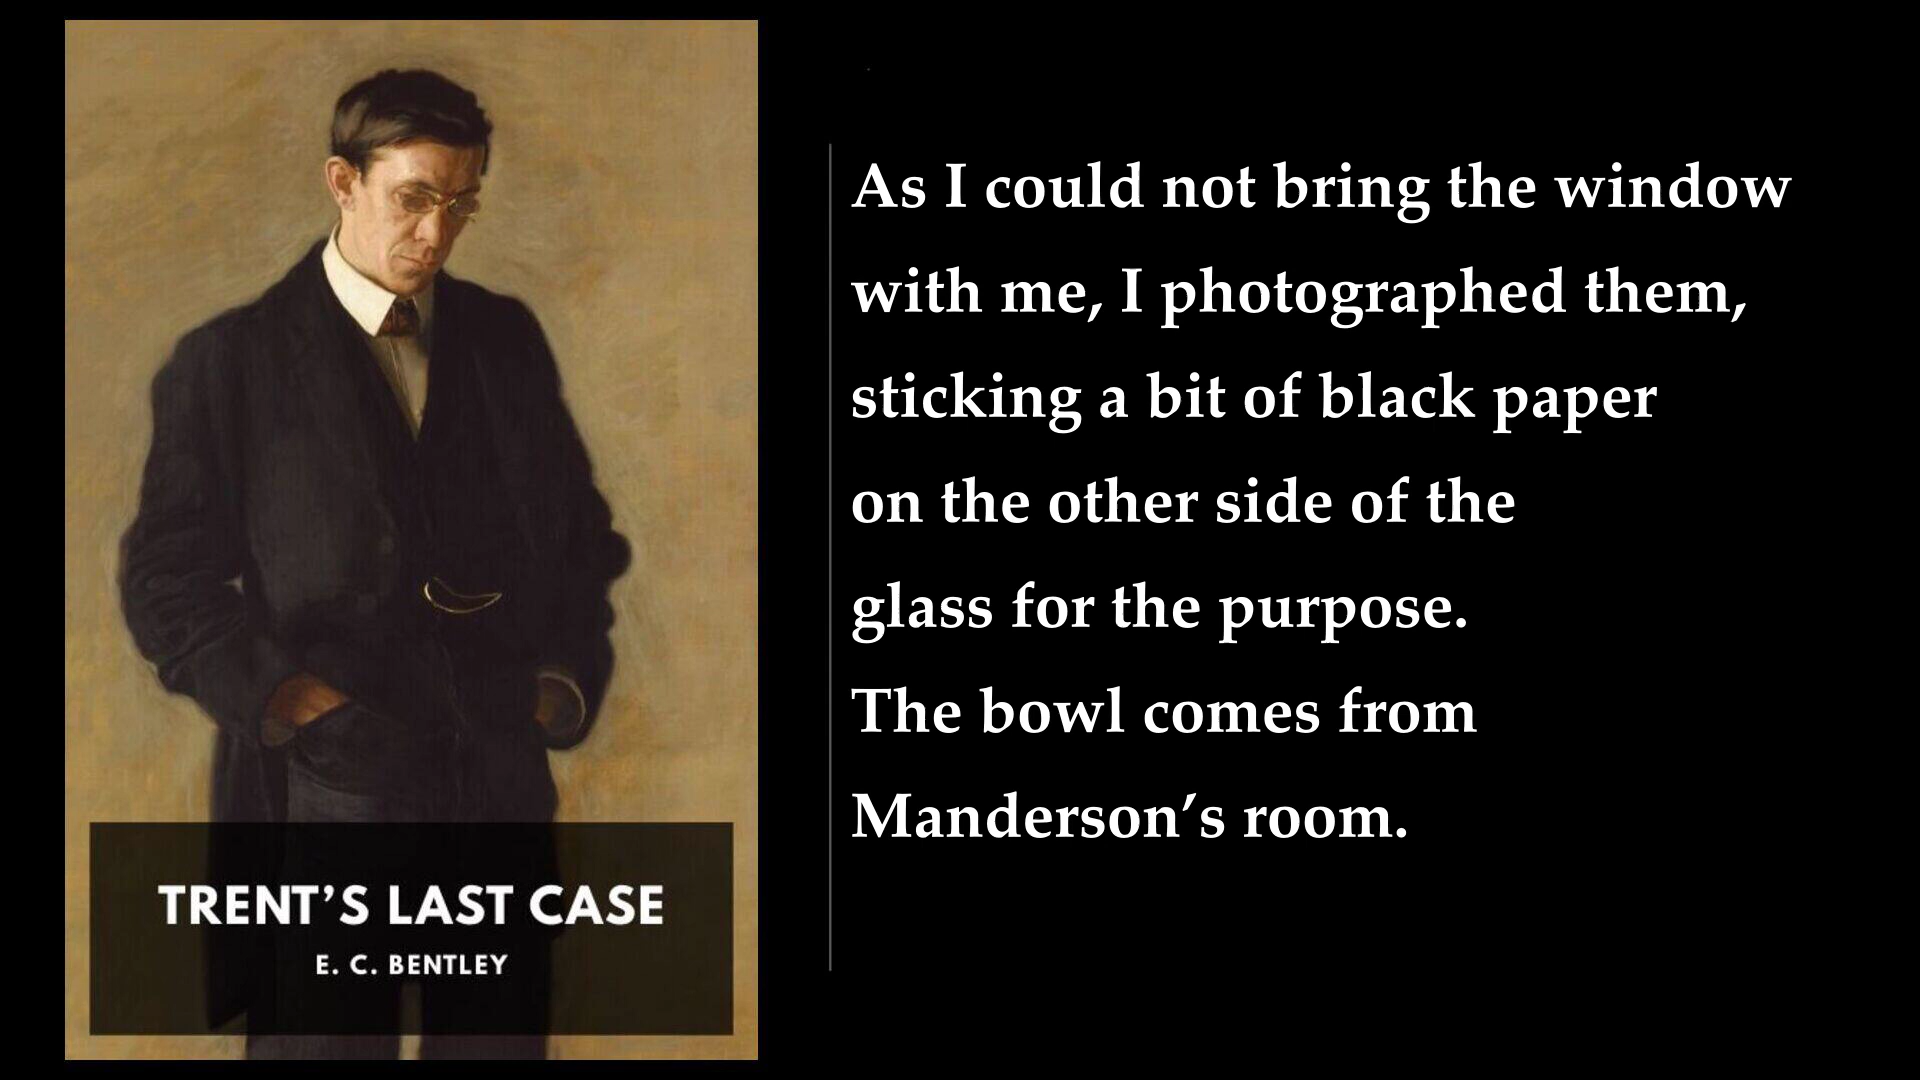 TRENT’S LAST CASE
E. C. BENTLEY
As I could not bring the window
with me, I photographed them,
sticking a bit of black paper
on the other side of the
glass for the purpose.
The bowl comes from
Manderson’s room.